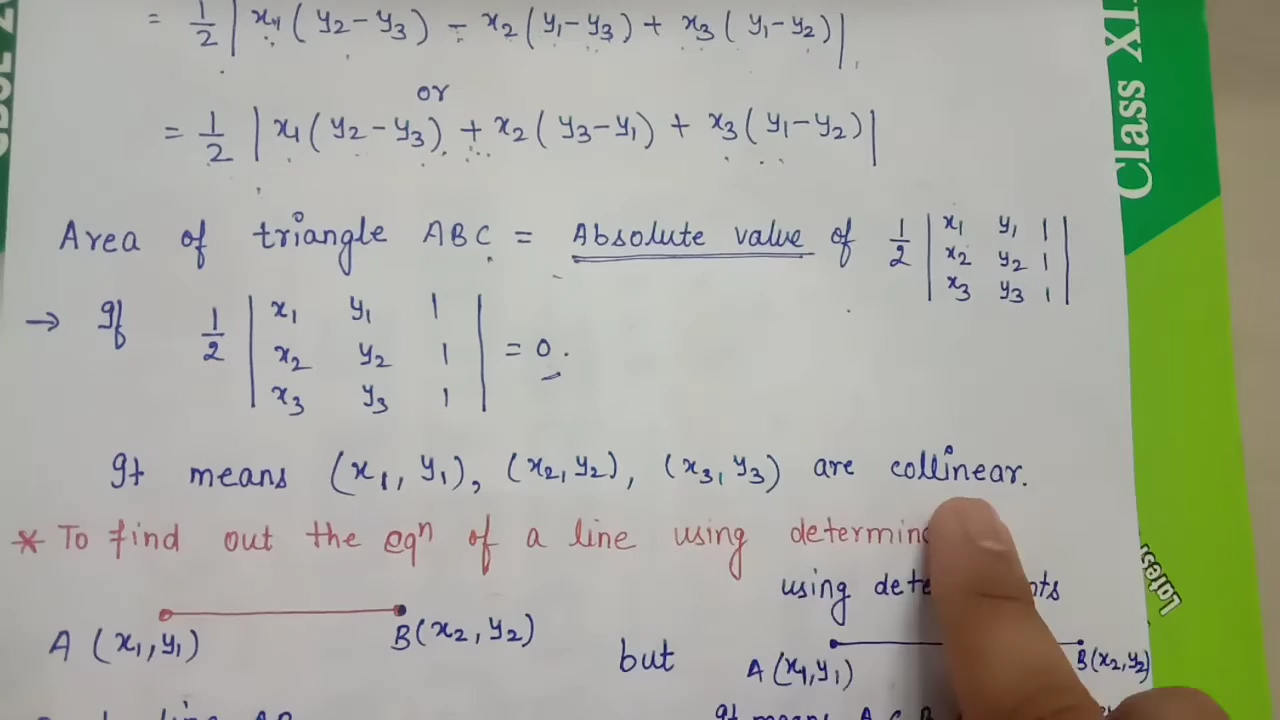 = 1/2 | x1 ( y2 - y3 ) - x2 ( y1 - y3 ) + x3 ( y1 - y2 ) |
or
= 1/2 | x1 ( y2 - y3 ) + x2 ( y3 - y1 ) + x3 ( y1 - y2 ) |
Area of triangle ABC = Absolute value of 1/2 | x1 y1 1 |
| x2 y2 1 |
| x3 y3 1 |
→ If 1/2 | x1 y1 1 |
| x2 y2 1 | = 0.
| x3 y3 1 |
It means (x1, y1), (x2, y2), (x3, y3) are collinear.
* To find out the eqn of a line using
using
A (x1, y1) B (x2, y2) but A (x1, y1) B (x2, y2)
Class XII
Latest